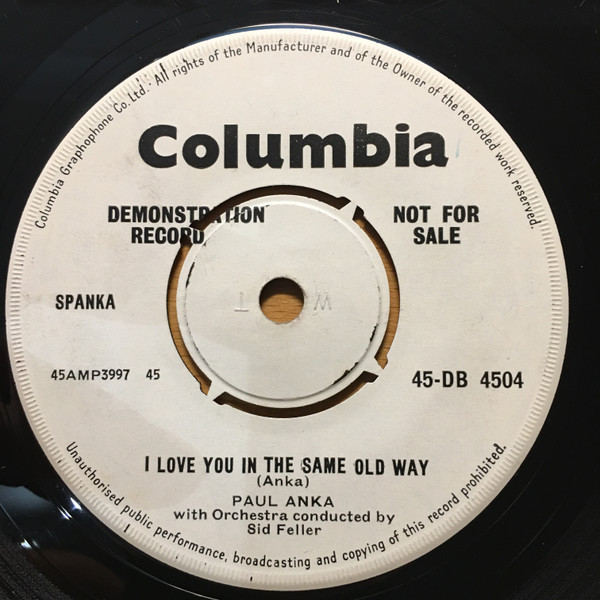 Columbia Graphophone Co. Ltd. All rights of the Manufacturer and of the Owner of the recorded work reserved.
Columbia
DEMONSTRATION
RECORD
NOT FOR
SALE
SPANKA
W T
45AMP3997 45
45-DB 4504
I LOVE YOU IN THE SAME OLD WAY
(Anka)
PAUL ANKA
with Orchestra conducted by
Sid Feller
Unauthorised public performance, broadcasting and copying of this record prohibited.